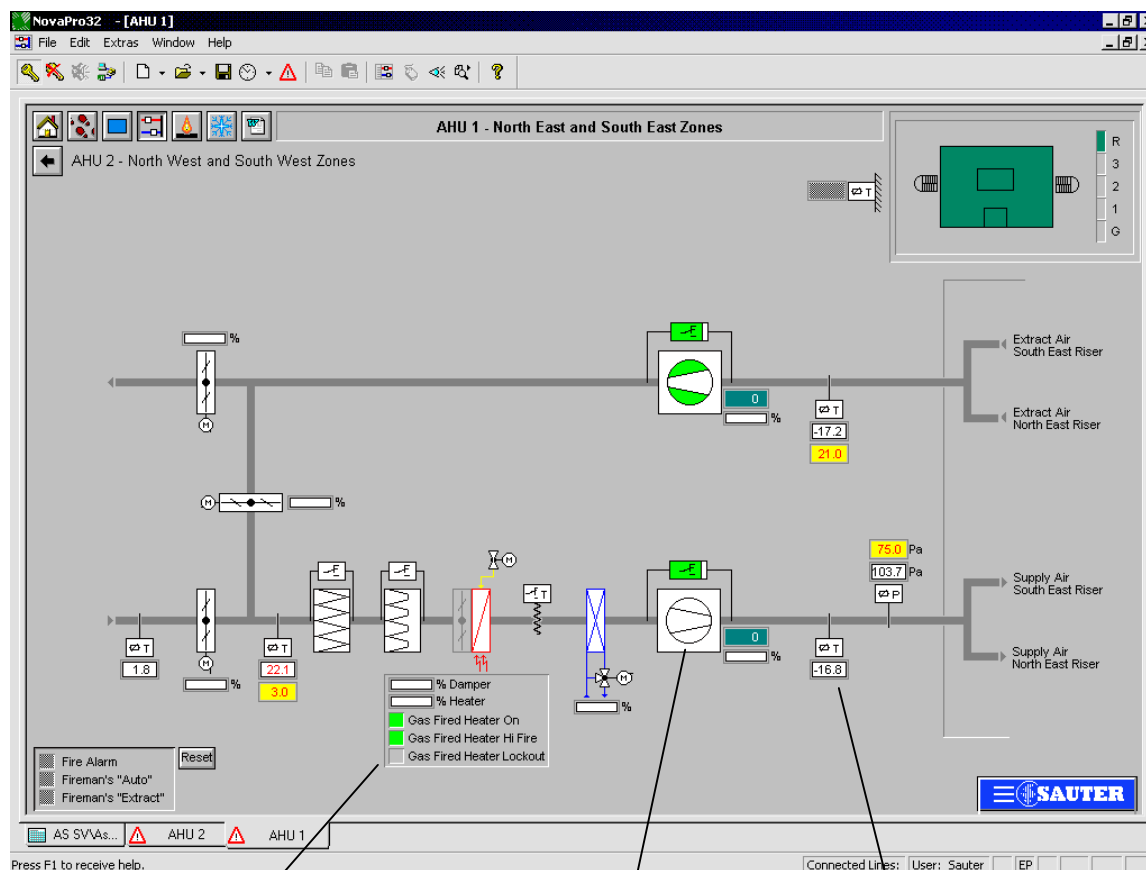 NovaPro32 - [AHU 1]
File Edit Extras Window Help
AHU 1 - North East and South East Zones
AHU 2 - North West and South West Zones
T
R
3
2
1
G
%
M
Extract Air
South East Riser
0
%
T
-17.2
21.0
Extract Air
North East Riser
M
%
M
75.0 Pa
103.7 Pa
P
Supply Air
South East Riser
T
1.8
M
%
T
22.1
3.0
T
M
%
0
%
T
-16.8
Supply Air
North East Riser
% Damper
% Heater
Gas Fired Heater On
Gas Fired Heater Hi Fire
Gas Fired Heater Lockout
Fire Alarm
Fireman's "Auto"
Fireman's "Extract"
Reset
SAUTER
AS SV\As... AHU 2 AHU 1
Press F1 to receive help.
Connected Lines: User: Sauter EP